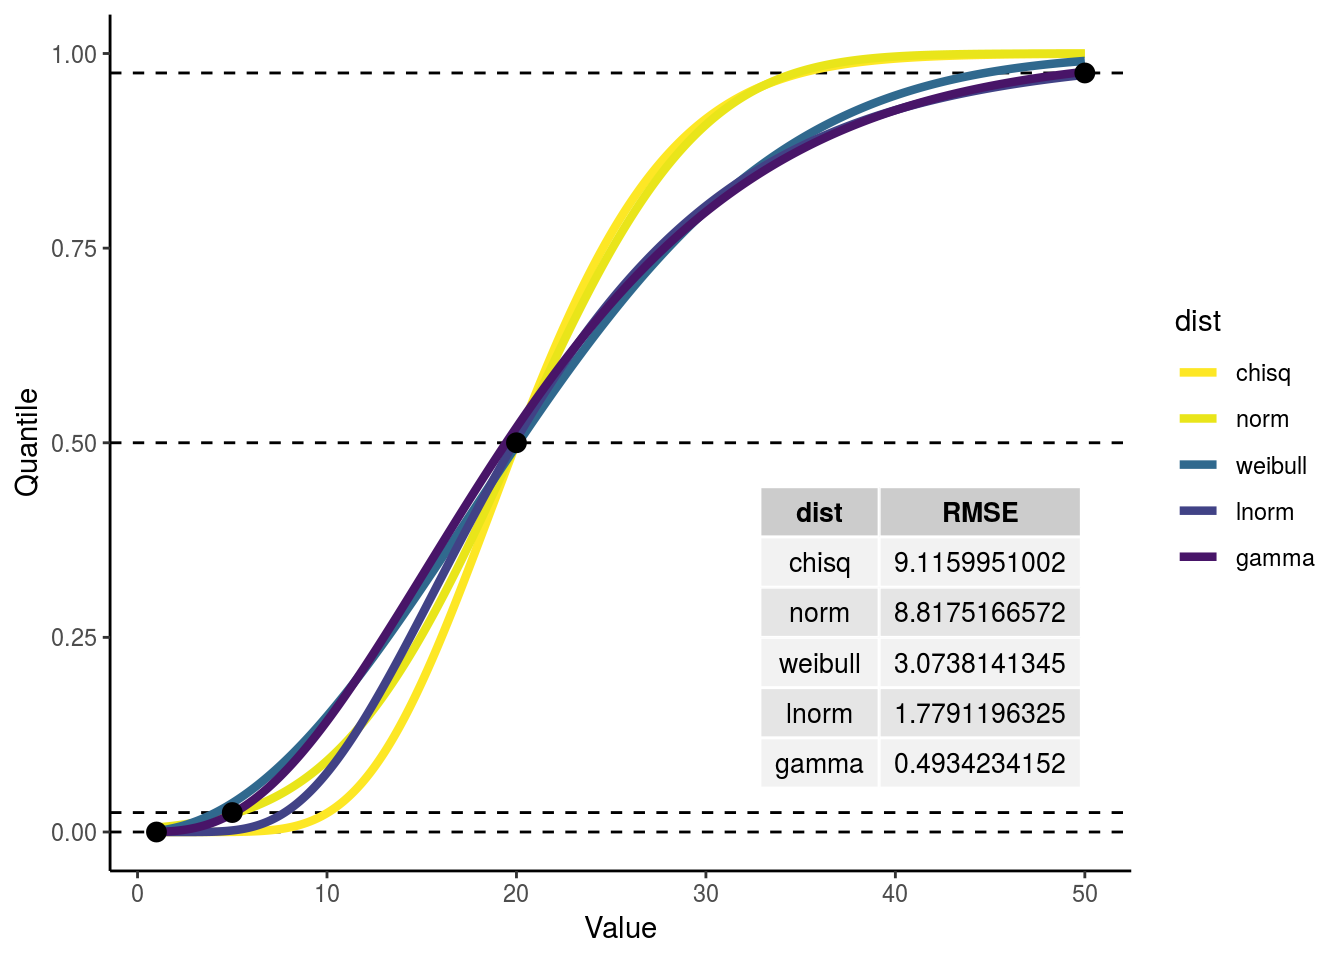 1.00
0.75
0.50
0.25
0.00
Quantile
0 10 20 30 40 50
Value
dist
chisq
norm
weibull
lnorm
gamma
dist RMSE
chisq 9.1159951002
norm 8.8175166572
weibull 3.0738141345
lnorm 1.7791196325
gamma 0.4934234152